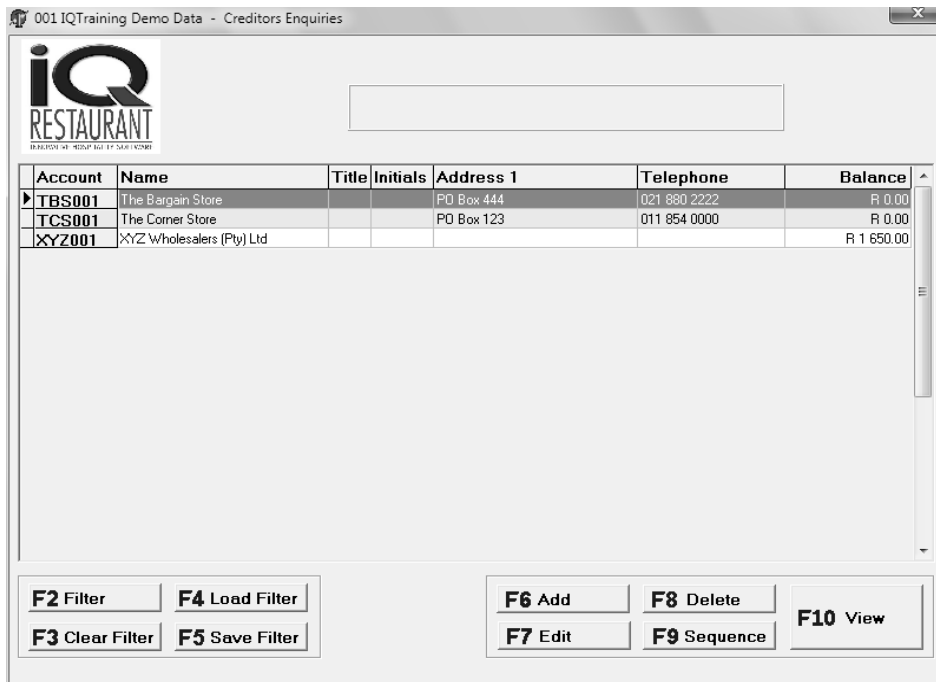 001 IQTraining Demo Data - Creditors Enquiries
iQ
RESTAURANT
INNOVATIVE HOSPITALITY SOFTWARE
Account Name Title Initials Address 1 Telephone Balance
TBS001 The Bargain Store PO Box 444 021 880 2222 R 0.00
TCS001 The Corner Store PO Box 123 011 854 0000 R 0.00
XYZ001 XYZ Wholesalers (Pty) Ltd R 1 650.00
F2 Filter F4 Load Filter F6 Add F8 Delete F10 View
F3 Clear Filter F5 Save Filter F7 Edit F9 Sequence